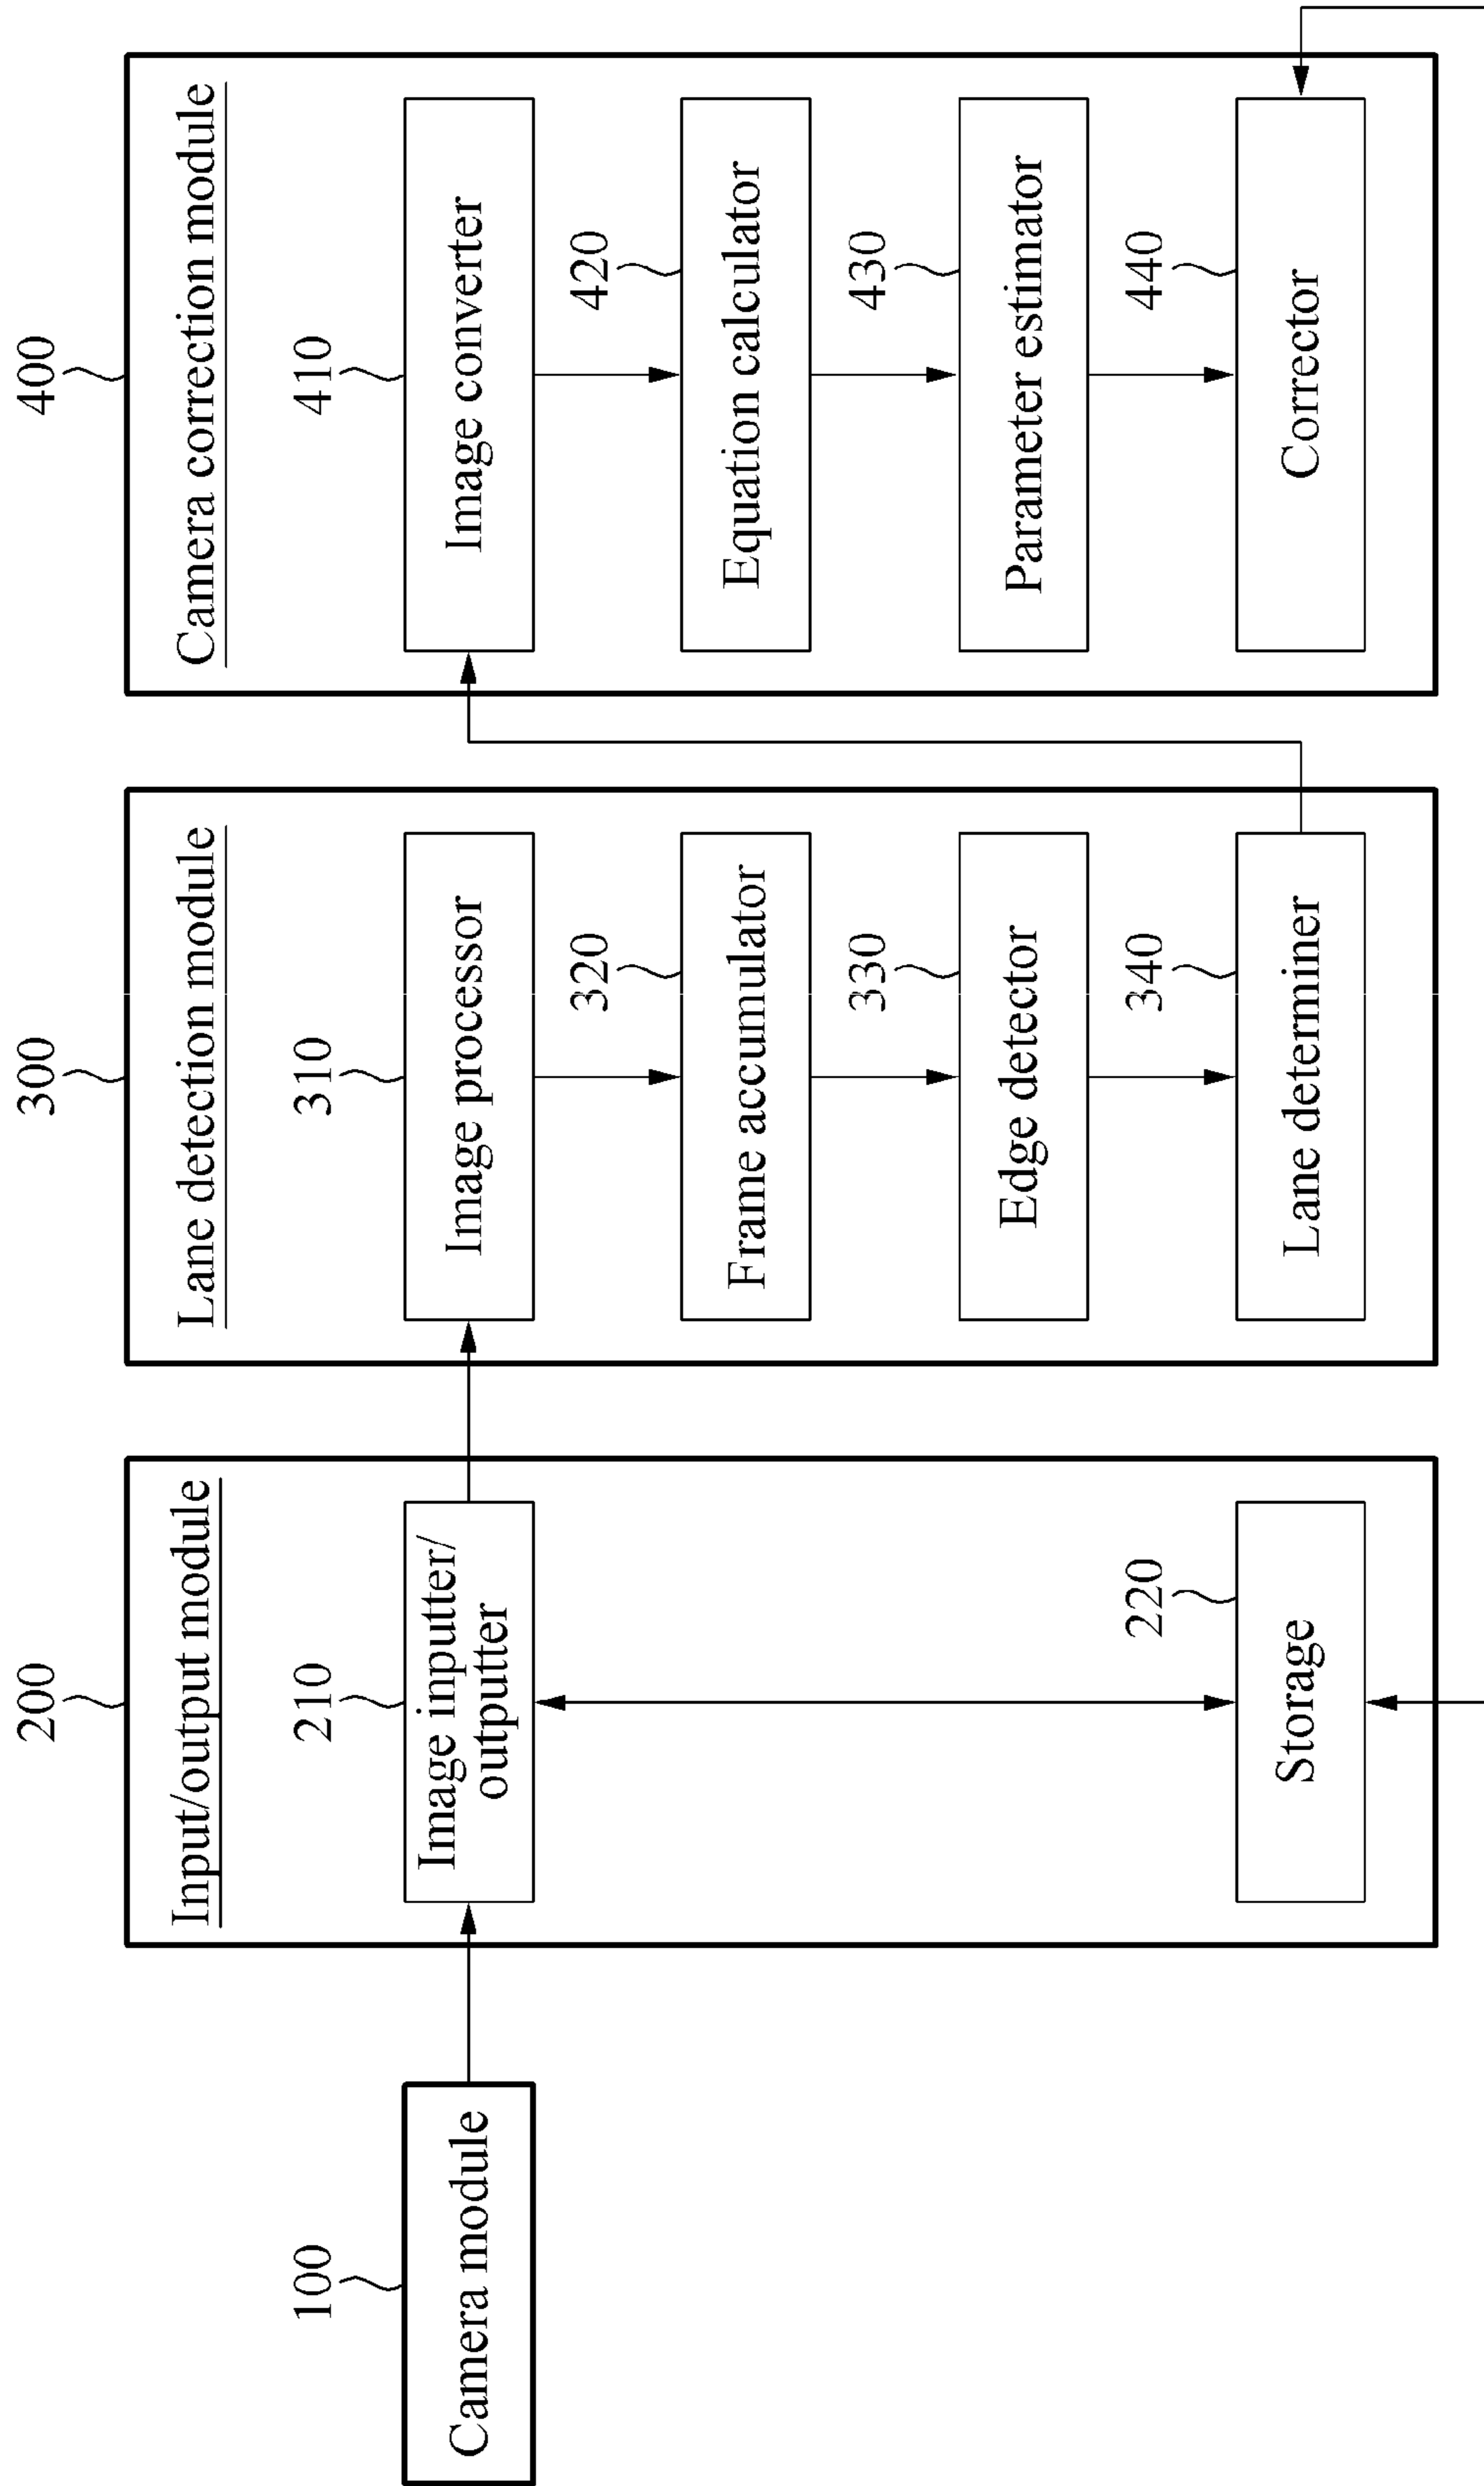 100
Camera module
200
Input/output module
210
Image inputter/
outputter
220
Storage
300
Lane detection module
310
Image processor
320
Frame accumulator
330
Edge detector
340
Lane determiner
400
Camera correction module
410
Image converter
420
Equation calculator
430
Parameter estimator
440
Corrector